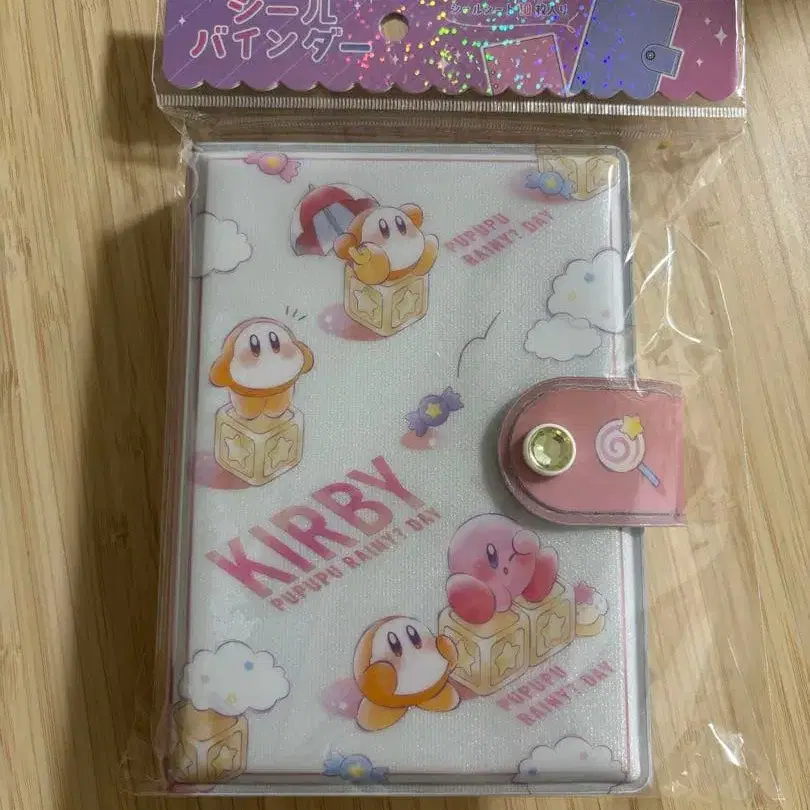 シール
バインダー
PUPUPU
RAINY? DAY
KIRBY
PUPUPU RAINY? DAY
PUPUPU
RAINY? DAY